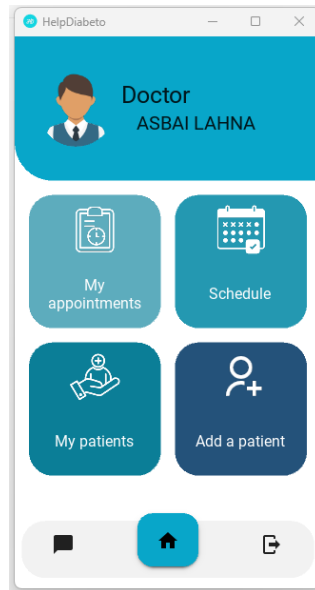 HelpDiabeto
Doctor
ASBAI LAHNA
My
appointments
Schedule
My patients
Add a patient